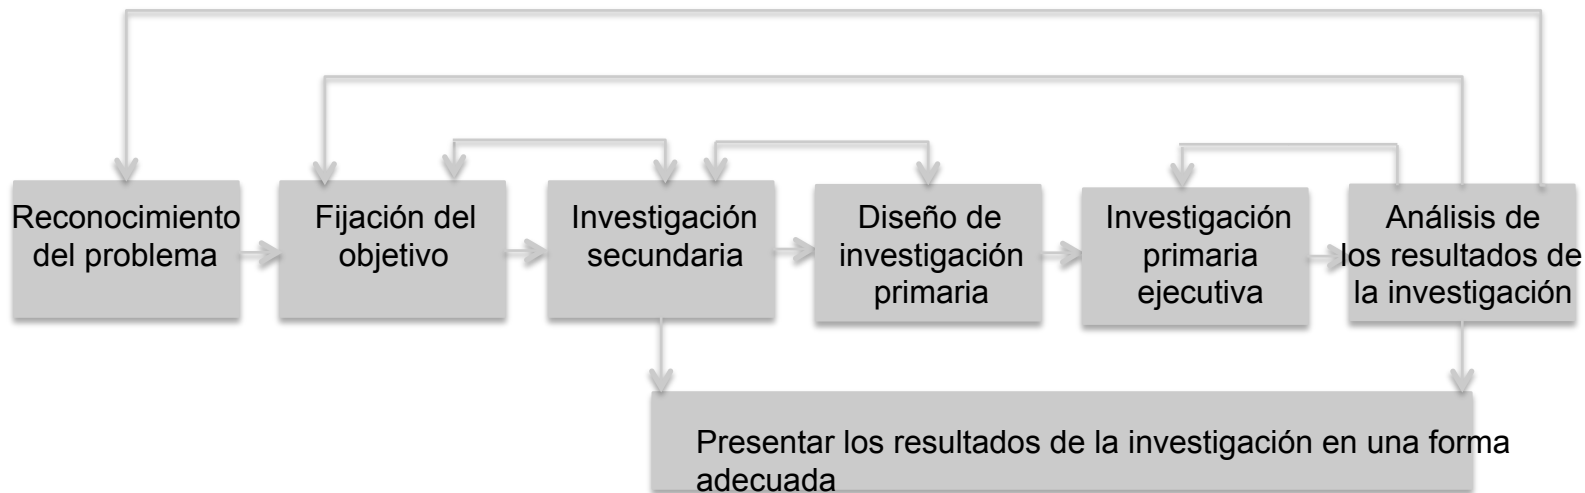 Reconocimiento
del problema
Fijación del
objetivo
Investigación
secundaria
Diseño de
investigación
primaria
Investigación
primaria
ejecutiva
Análisis de
los resultados de
la investigación
Presentar los resultados de la investigación en una forma
adecuada